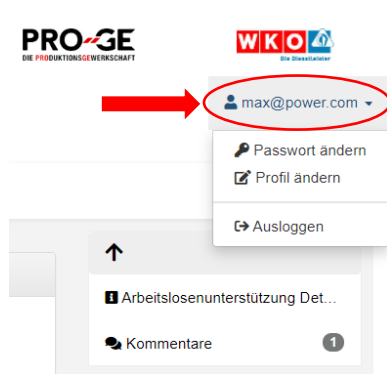 PRO-GE
DIE PRODUKTIONSGEWERKSCHAFT
WKO
Die Dienstleister
max@power.com
Passwort ändern
Profil ändern
Ausloggen
Arbeitslosenunterstützung Det...
Kommentare 1